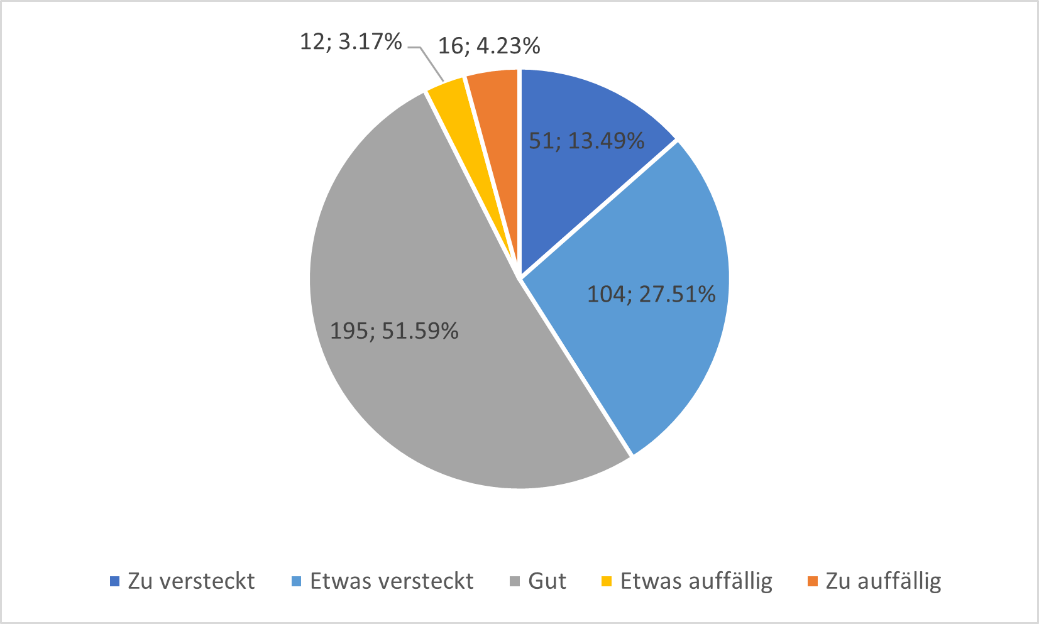 12; 3.17%
16; 4.23%
51; 13.49%
104; 27.51%
195; 51.59%
Zu versteckt
Etwas versteckt
Gut
Etwas auffällig
Zu auffällig